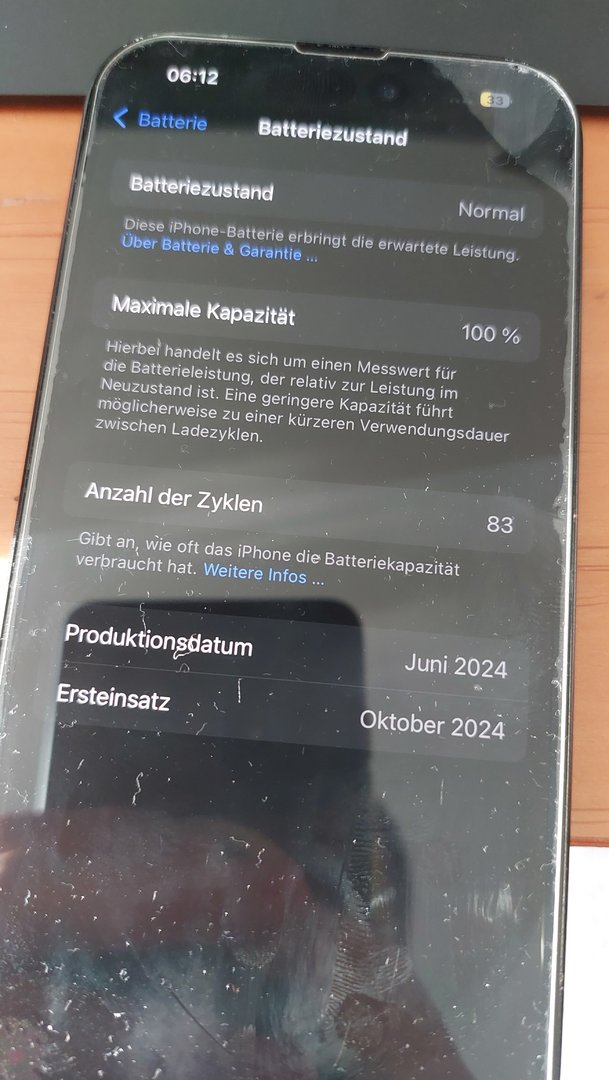 06:12
33
Batterie
Batteriezustand
Batteriezustand
Normal
Diese iPhone-Batterie erbringt die erwartete Leistung.
Über Batterie & Garantie ...
Maximale Kapazität
100 %
Hierbei handelt es sich um einen Messwert für
die Batterieleistung, der relativ zur Leistung im
Neuzustand ist. Eine geringere Kapazität führt
möglicherweise zu einer kürzeren Verwendungsdauer
zwischen Ladezyklen.
Anzahl der Zyklen
83
Gibt an, wie oft das iPhone die Batteriekapazität
verbraucht hat. Weitere Infos ...
Produktionsdatum
Juni 2024
Ersteinsatz
Oktober 2024